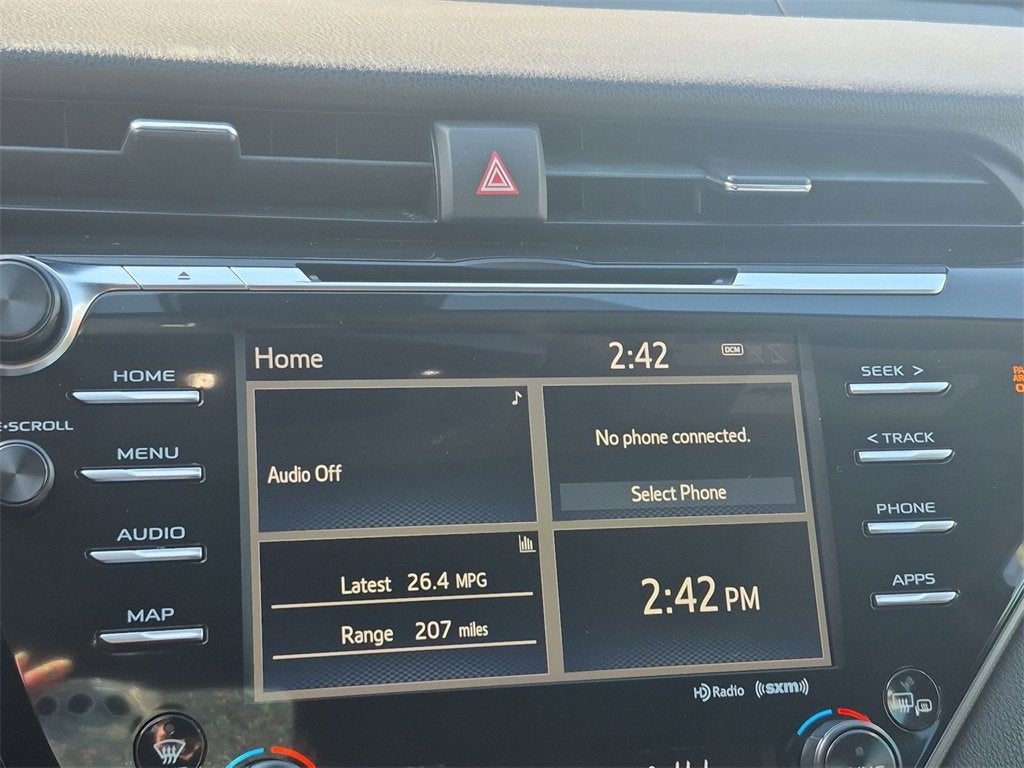 Home 2:42 DCM
HOME
SEEK >
Audio Off
No phone connected.
Select Phone
SCROLL
MENU
< TRACK
AUDIO
PHONE
Latest 26.4 MPG
Range 207 miles
2:42 PM
MAP
APPS
HD Radio ((sxm))